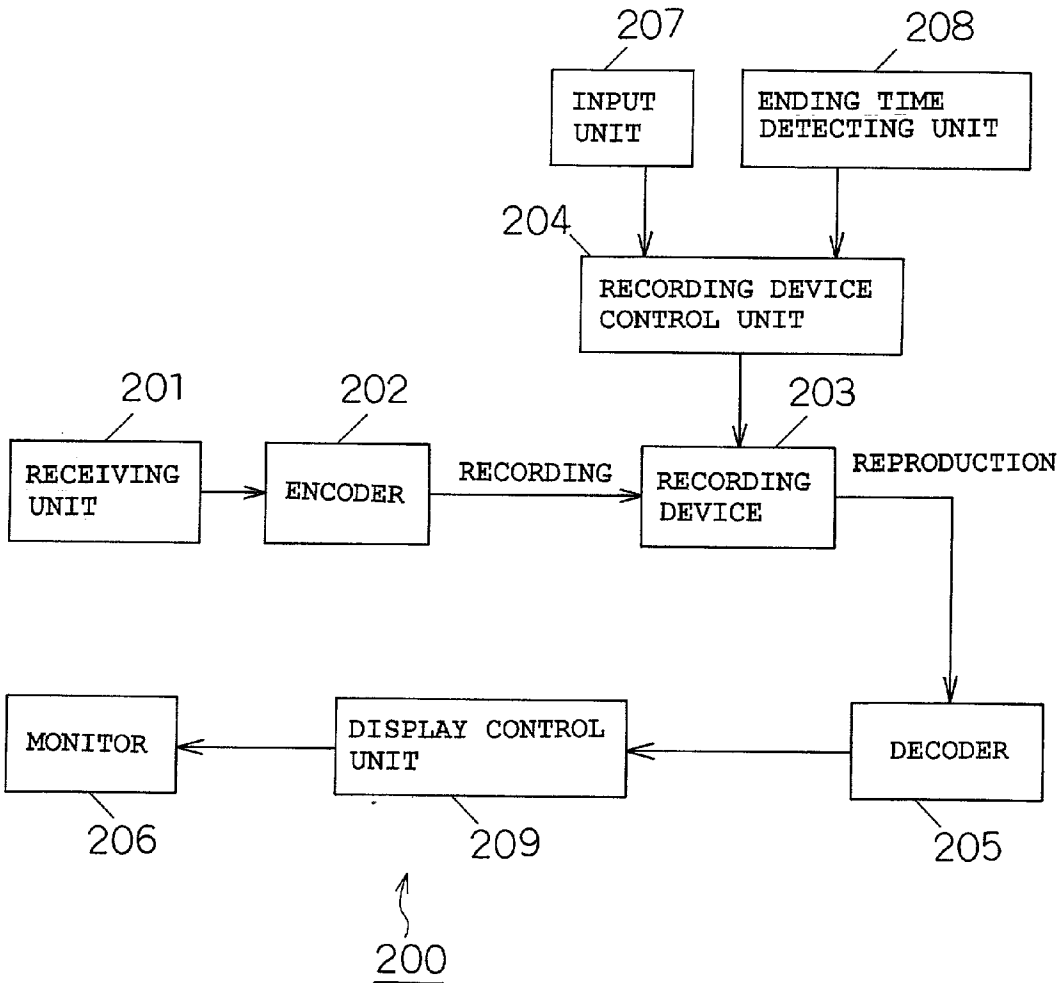 207
208
INPUT
UNIT
ENDING TIME
DETECTING UNIT
204
RECORDING DEVICE
CONTROL UNIT
201
202
203
RECEIVING
UNIT
ENCODER
RECORDING
RECORDING
DEVICE
REPRODUCTION
MONITOR
DISPLAY CONTROL
UNIT
DECODER
206
209
205
200